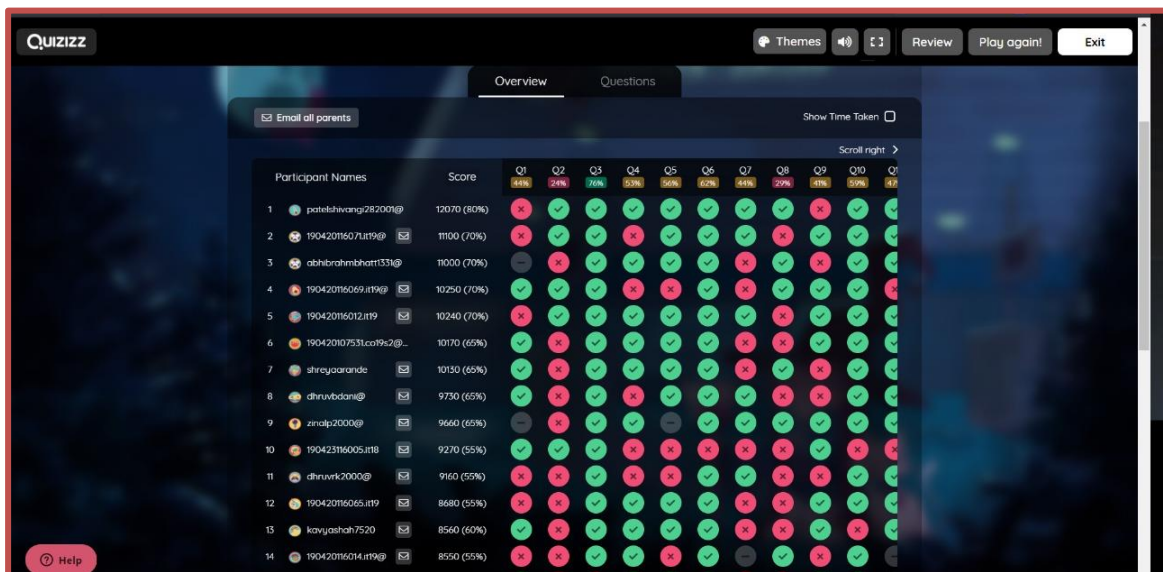 Quizizz
Themes Review Play again! Exit
Overview Questions
Email all parents Show Time Taken
Scroll right >
Participant Names Score Q1 Q2 Q3 Q4 Q5 Q6 Q7 Q8 Q9 Q10 Q1
44% 24% 76% 53% 56% 62% 44% 29% 41% 59% 47
1 patelshivangi282001@ 12070 (80%)
2 190420116071.it19@ 11100 (70%)
3 abhibrahmbhatt1331@ 11000 (70%)
4 190420116069.it19@ 10250 (70%)
5 190420116012.it19 10240 (70%)
6 190420107531.co19s2@... 10170 (65%)
7 shreyaarande 10130 (65%)
8 dhruvbdani@ 9730 (65%)
9 zinalp2000@ 9660 (65%)
10 190423116005.it18 9270 (55%)
11 dhruvrk2000@ 9160 (55%)
12 190420116065.it19 8680 (55%)
13 kavyashah7520 8560 (60%)
14 190420116014.it19@ 8550 (55%)
Help